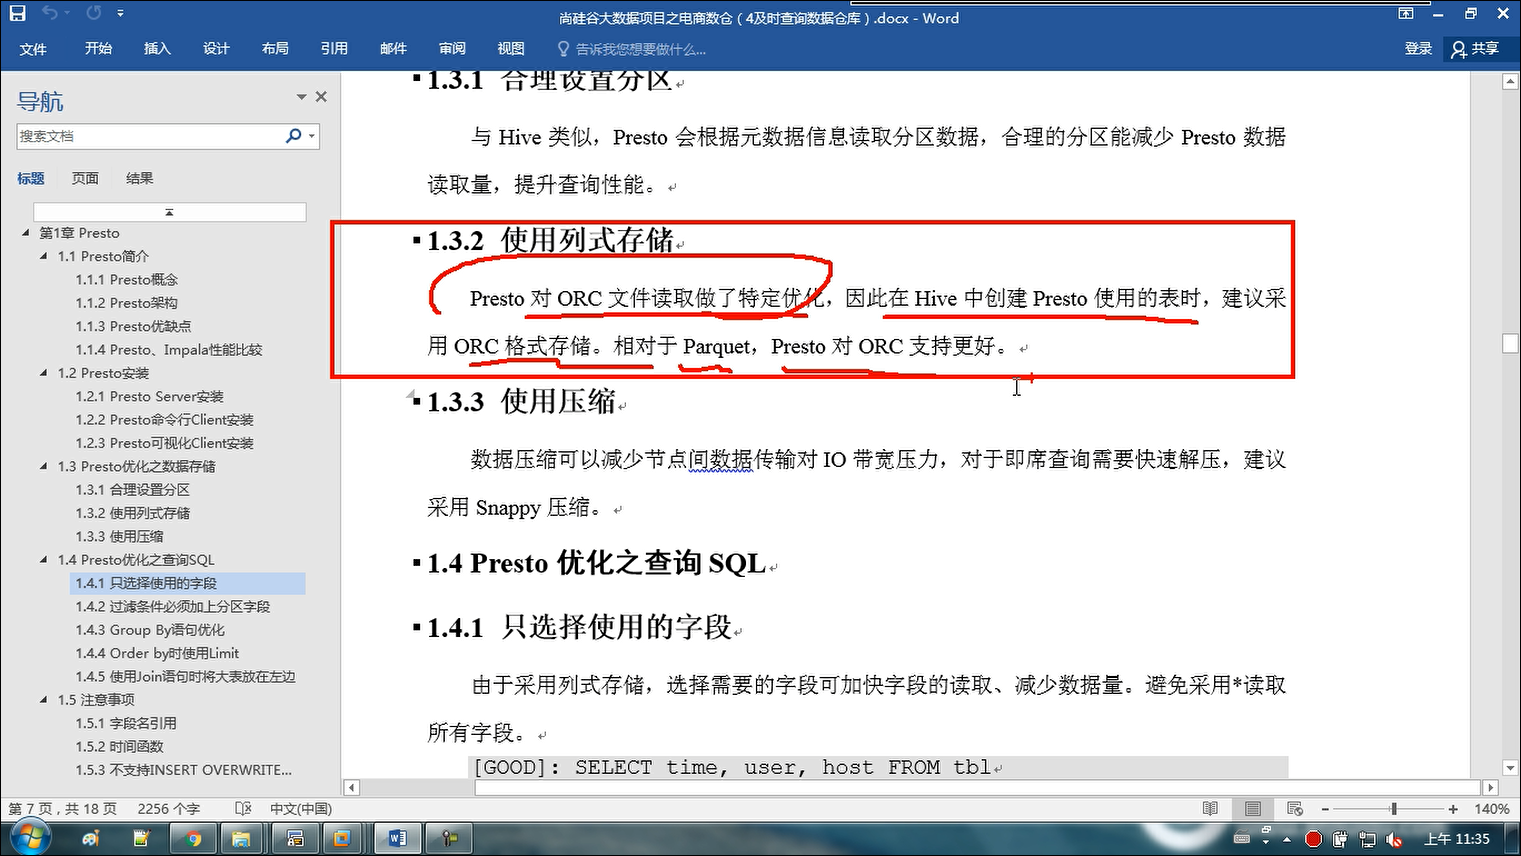 尚硅谷大数据项目之电商数仓（4及时查询数据仓库）.docx - Word
文件 开始 插入 设计 布局 引用 邮件 审阅 视图 告诉我您想要做什么... 登录 共享
导航
搜索文档
标题 页面 结果
第1章 Presto
1.1 Presto简介
1.1.1 Presto概念
1.1.2 Presto架构
1.1.3 Presto优缺点
1.1.4 Presto、Impala性能比较
1.2 Presto安装
1.2.1 Presto Server安装
1.2.2 Presto命令行Client安装
1.2.3 Presto可视化Client安装
1.3 Presto优化之数据存储
1.3.1 合理设置分区
1.3.2 使用列式存储
1.3.3 使用压缩
1.4 Presto优化之查询SQL
1.4.1 只选择使用的字段
1.4.2 过滤条件必须加上分区字段
1.4.3 Group By语句优化
1.4.4 Order by时使用Limit
1.4.5 使用Join语句时将大表放在左边
1.5 注意事项
1.5.1 字段名引用
1.5.2 时间函数
1.5.3 不支持INSERT OVERWRITE...
1.3.1 合理设置分区
与 Hive 类似，Presto 会根据元数据信息读取分区数据，合理的分区能减少 Presto 数据
读取量，提升查询性能。
1.3.2 使用列式存储
Presto 对 ORC 文件读取做了特定优化，因此在 Hive 中创建 Presto 使用的表时，建议采
用 ORC 格式存储。相对于 Parquet，Presto 对 ORC 支持更好。
1.3.3 使用压缩
数据压缩可以减少节点间数据传输对 IO 带宽压力，对于即席查询需要快速解压，建议
采用 Snappy 压缩。
1.4 Presto 优化之查询 SQL
1.4.1 只选择使用的字段
由于采用列式存储，选择需要的字段可加快字段的读取、减少数据量。避免采用*读取
所有字段。
[GOOD]: SELECT time, user, host FROM tbl
第 7 页，共 18 页 2256 个字 中文(中国) 140%
上午 11:35